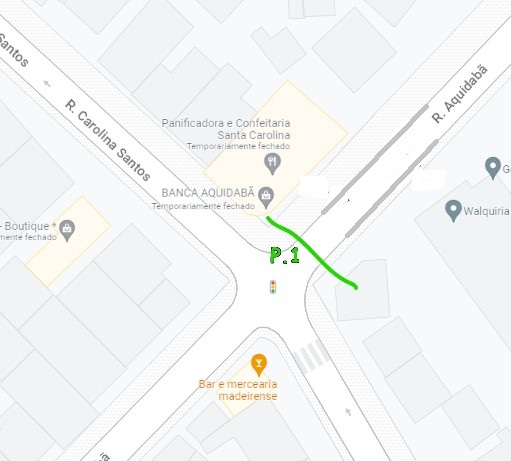 Santos
R. Carolina Santos
R. Aquidabã
Panificadora e Confeitaria
Santa Carolina
Temporariamente fechado
BANCA AQUIDABÃ
Temporariamente fechado
- Boutique *
mente fechado
G
Walquiria
P.1
Bar e mercearia
madeirense